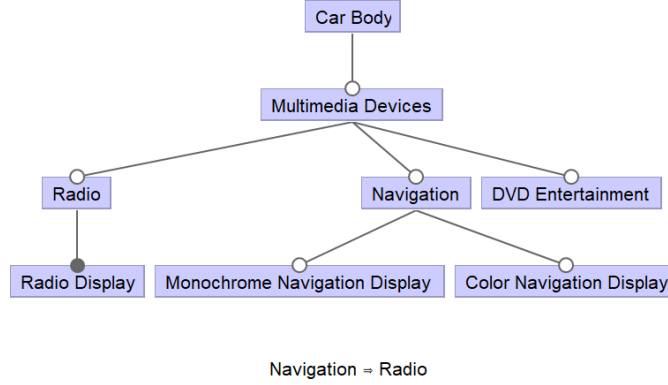 Car Body
Multimedia Devices
Radio
Navigation
DVD Entertainment
Radio Display
Monochrome Navigation Display
Color Navigation Display
Navigation ⇒ Radio